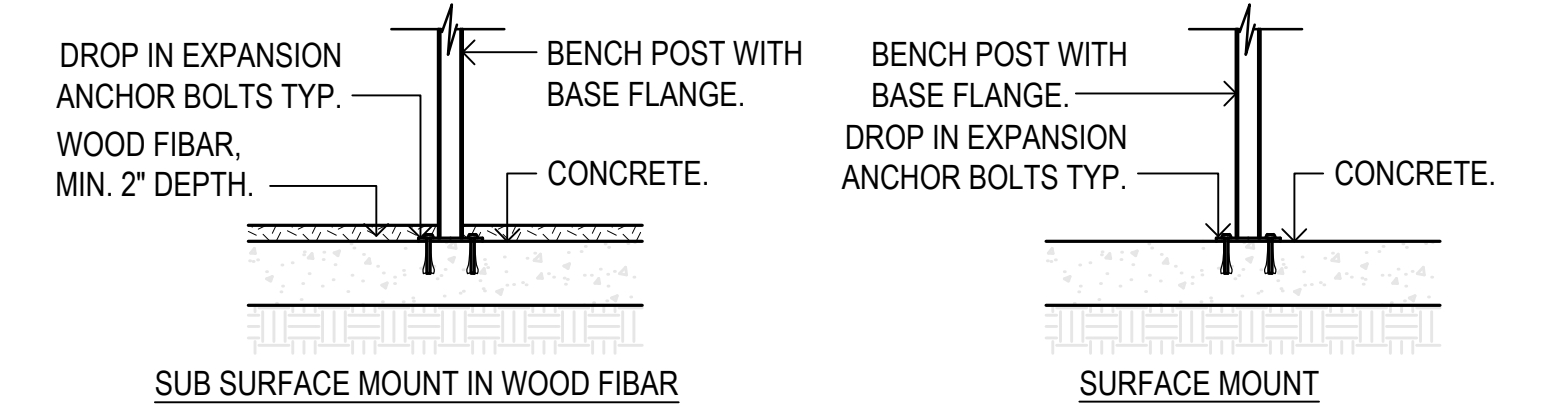 DROP IN EXPANSION
ANCHOR BOLTS TYP.
WOOD FIBAR,
MIN. 2" DEPTH.
BENCH POST WITH
BASE FLANGE.
CONCRETE.
SUB SURFACE MOUNT IN WOOD FIBAR
BENCH POST WITH
BASE FLANGE.
DROP IN EXPANSION
ANCHOR BOLTS TYP.
CONCRETE.
SURFACE MOUNT